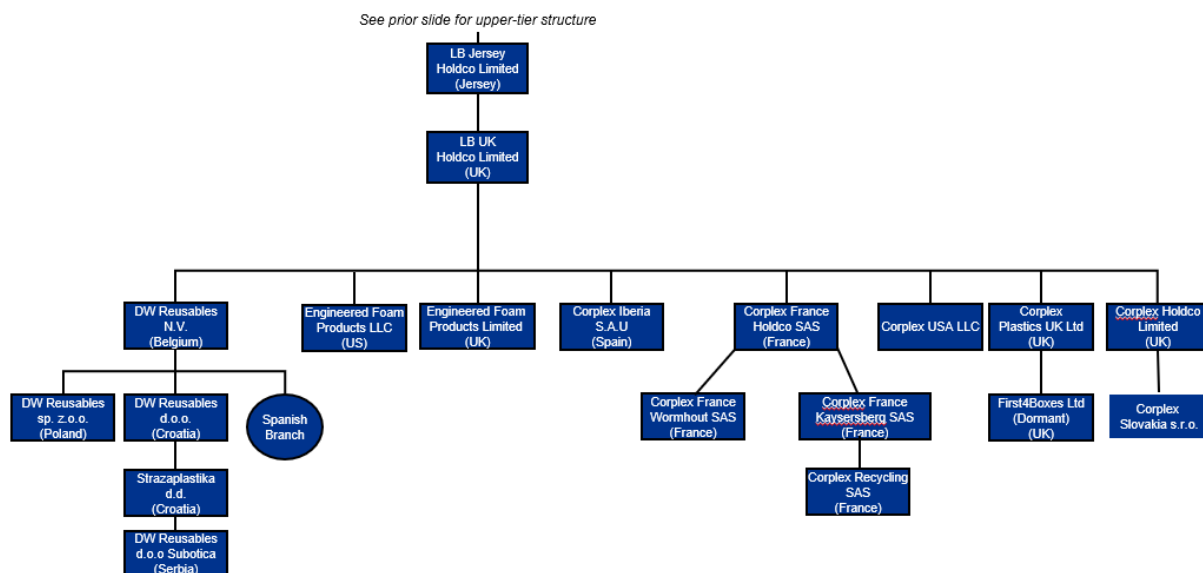 See prior slide for upper-tier structure
LB Jersey
Holdco Limited
(Jersey)
LB UK
Holdco Limited
(UK)
DW Reusables
N.V.
(Belgium)
Engineered Foam
Products LLC
(US)
Engineered Foam
Products Limited
(UK)
Corplex Iberia
S.A.U
(Spain)
Corplex France
Holdco SAS
(France)
Corplex USA LLC
Corplex
Plastics UK Ltd
(UK)
Corplex Holdco
Limited
(UK)
DW Reusables
sp. z.o.o.
(Poland)
DW Reusables
d.o.o.
(Croatia)
Spanish
Branch
Corplex France
Wormhout SAS
(France)
Corplex France
Kaysersberg SAS
(France)
First4Boxes Ltd
(Dormant)
(UK)
Corplex
Slovakia s.r.o.
Strazaplastika
d.d.
(Croatia)
Corplex Recycling
SAS
(France)
DW Reusables
d.o.o Subotica
(Serbia)